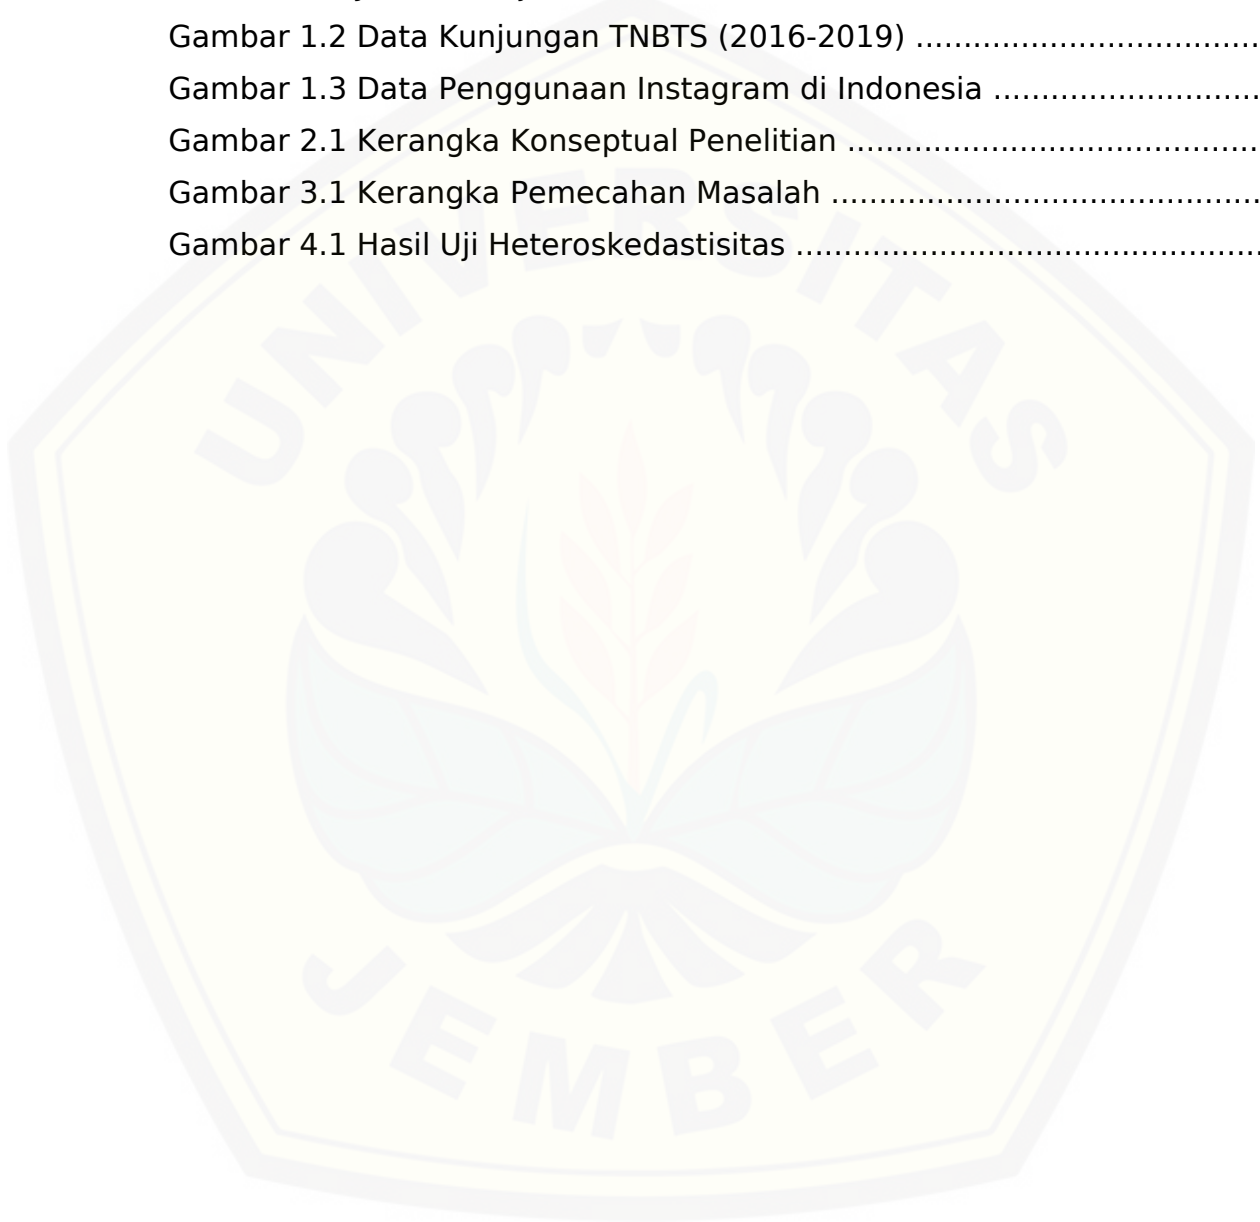 Gambar 1.2 Data Kunjungan TNBTS (2016-2019) ....................................
Gambar 1.3 Data Penggunaan Instagram di Indonesia ............................
Gambar 2.1 Kerangka Konseptual Penelitian ...........................................
Gambar 3.1 Kerangka Pemecahan Masalah .............................................
Gambar 4.1 Hasil Uji Heteroskedastisitas .................................................
UNIVERSITAS
JEMBER